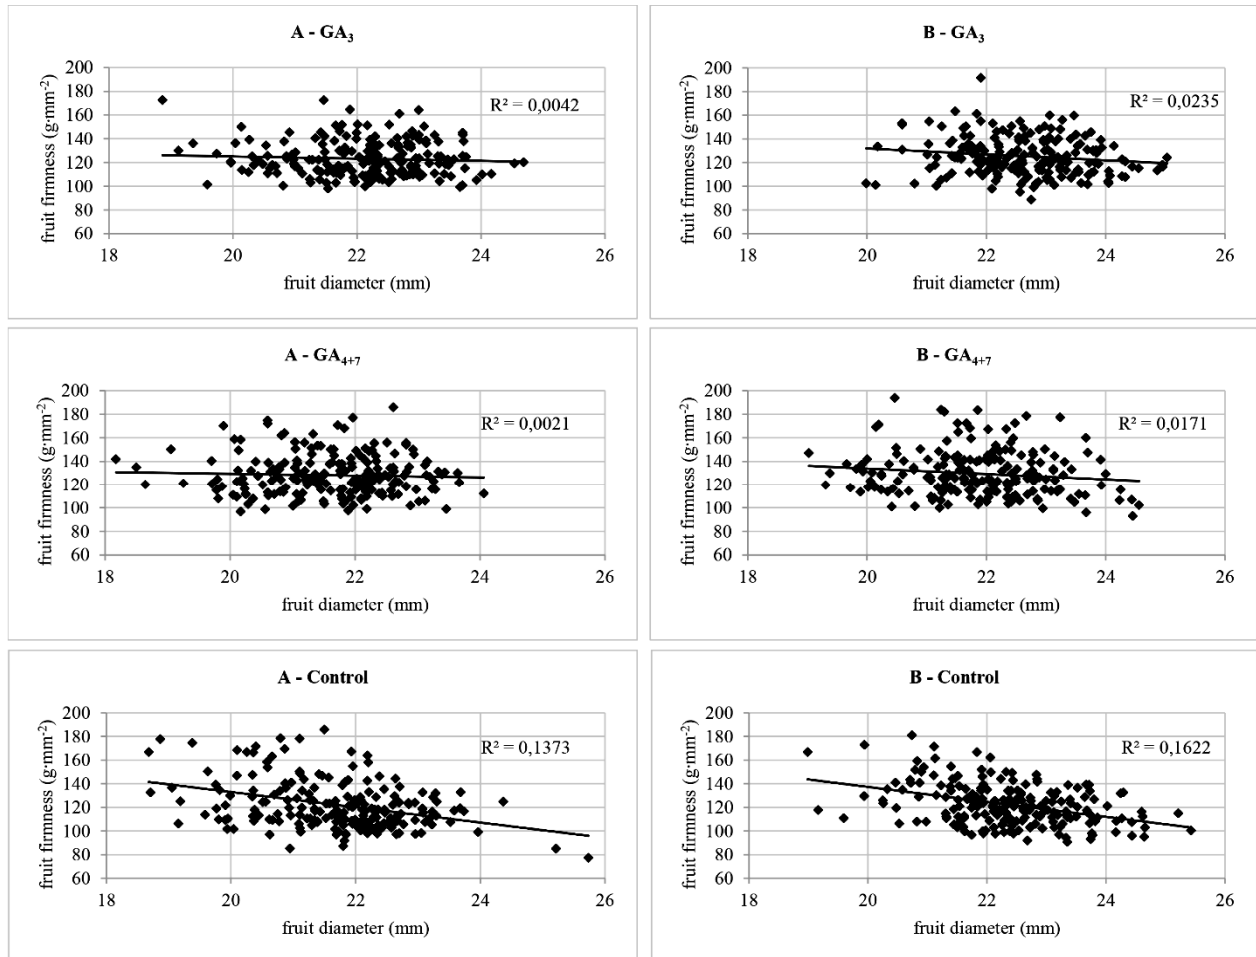 A - GA₃
fruit firmness (g·mm⁻²)
200
180
160
140
120
100
80
60
R² = 0,0042
18 20 22 24 26
fruit diameter (mm)
B - GA₃
fruit firmness (g·mm⁻²)
200
180
160
140
120
100
80
60
R² = 0,0235
18 20 22 24 26
fruit diameter (mm)
A - GA₄₊₇
fruit firmness (g·mm⁻²)
200
180
160
140
120
100
80
60
R² = 0,0021
18 20 22 24 26
fruit diameter (mm)
B - GA₄₊₇
fruit firmness (g·mm⁻²)
200
180
160
140
120
100
80
60
R² = 0,0171
18 20 22 24 26
fruit diameter (mm)
A - Control
fruit firmness (g·mm⁻²)
200
180
160
140
120
100
80
60
R² = 0,1373
18 20 22 24 26
fruit diameter (mm)
B - Control
fruit firmness (g·mm⁻²)
200
180
160
140
120
100
80
60
R² = 0,1622
18 20 22 24 26
fruit diameter (mm)